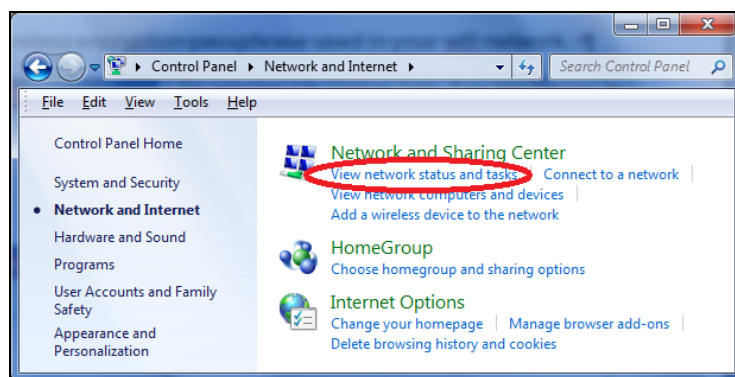 Control Panel Network and Internet Search Control Panel
File Edit View Tools Help
Control Panel Home
System and Security
Network and Internet
Hardware and Sound
Programs
User Accounts and Family
Safety
Appearance and
Personalization
Network and Sharing Center
View network status and tasks Connect to a network
View network computers and devices
Add a wireless device to the network
HomeGroup
Choose homegroup and sharing options
Internet Options
Change your homepage Manage browser add-ons
Delete browsing history and cookies